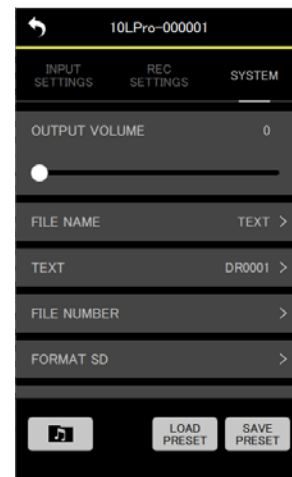 10LPro-000001
INPUT SETTINGS REC SETTINGS SYSTEM
OUTPUT VOLUME 0
FILE NAME TEXT >
TEXT DR0001 >
FILE NUMBER >
FORMAT SD >
LOAD PRESET SAVE PRESET